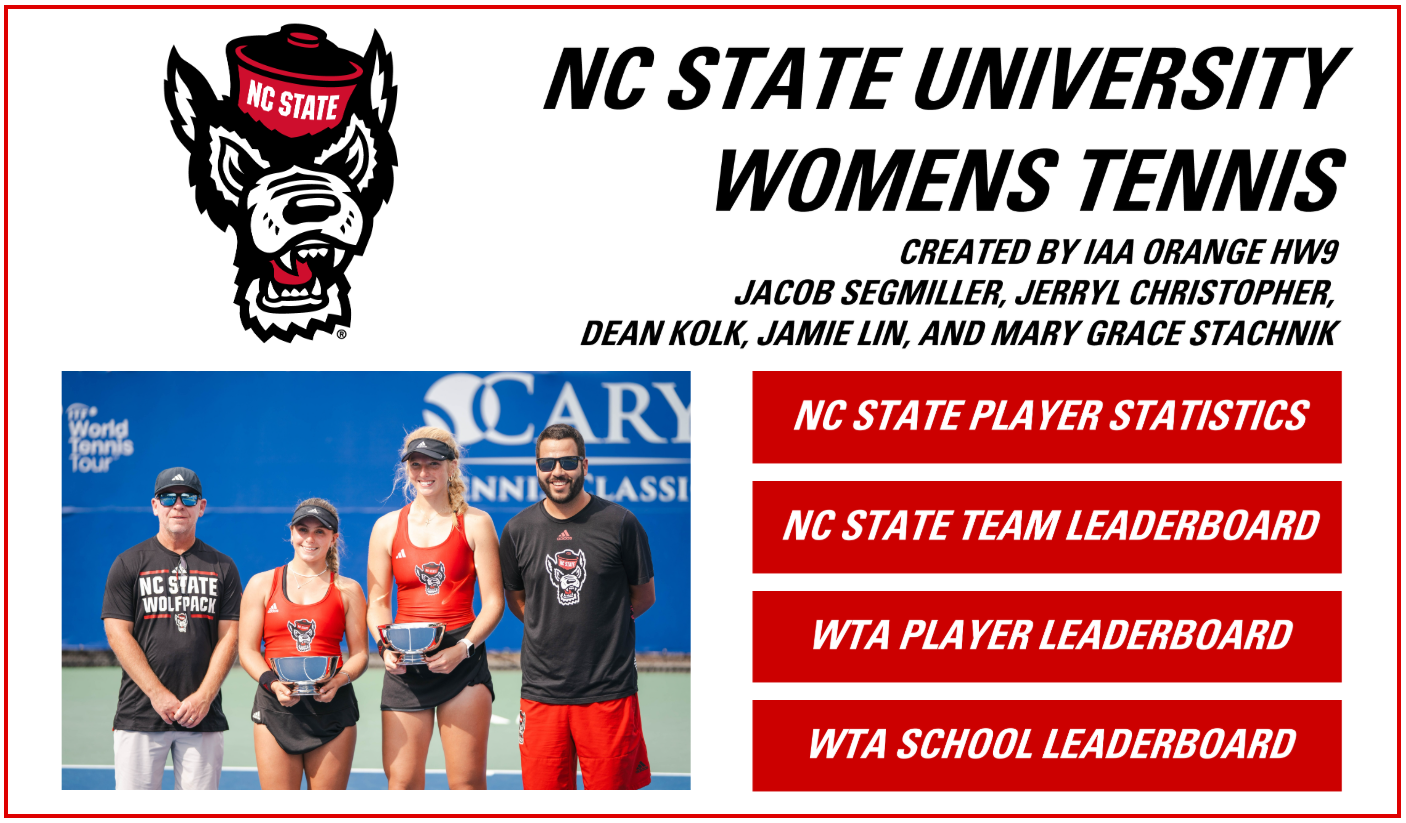 NC STATE
®
NC STATE UNIVERSITY
WOMENS TENNIS
CREATED BY IAA ORANGE HW9
JACOB SEGMILLER, JERRYL CHRISTOPHER,
DEAN KOLK, JAMIE LIN, AND MARY GRACE STACHNIK
World
Tennis
Tour
CARY
ENNIS CLASSI
NC STATE
WOLFPACK
NC STATE PLAYER STATISTICS
NC STATE TEAM LEADERBOARD
WTA PLAYER LEADERBOARD
WTA SCHOOL LEADERBOARD